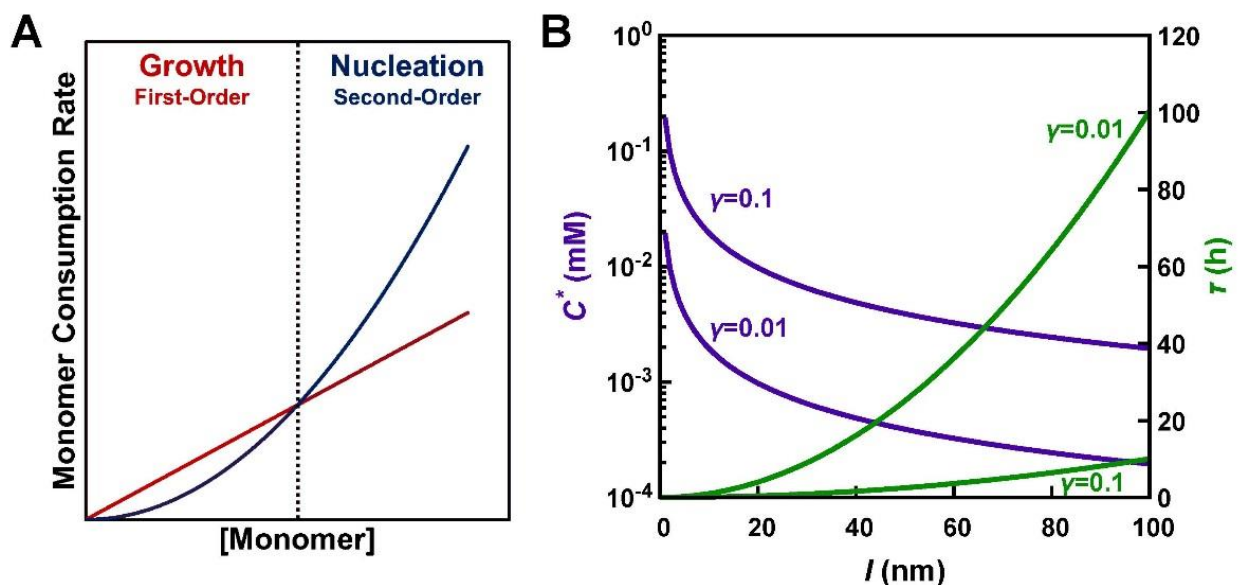 A
Growth
First-Order
Nucleation
Second-Order
Monomer Consumption Rate
[Monomer]
B
10⁰
10⁻¹
10⁻²
10⁻³
10⁻⁴
C* (mM)
γ=0.1
γ=0.01
γ=0.01
γ=0.1
120
100
80
60
40
20
0
τ (h)
0 20 40 60 80 100
l (nm)